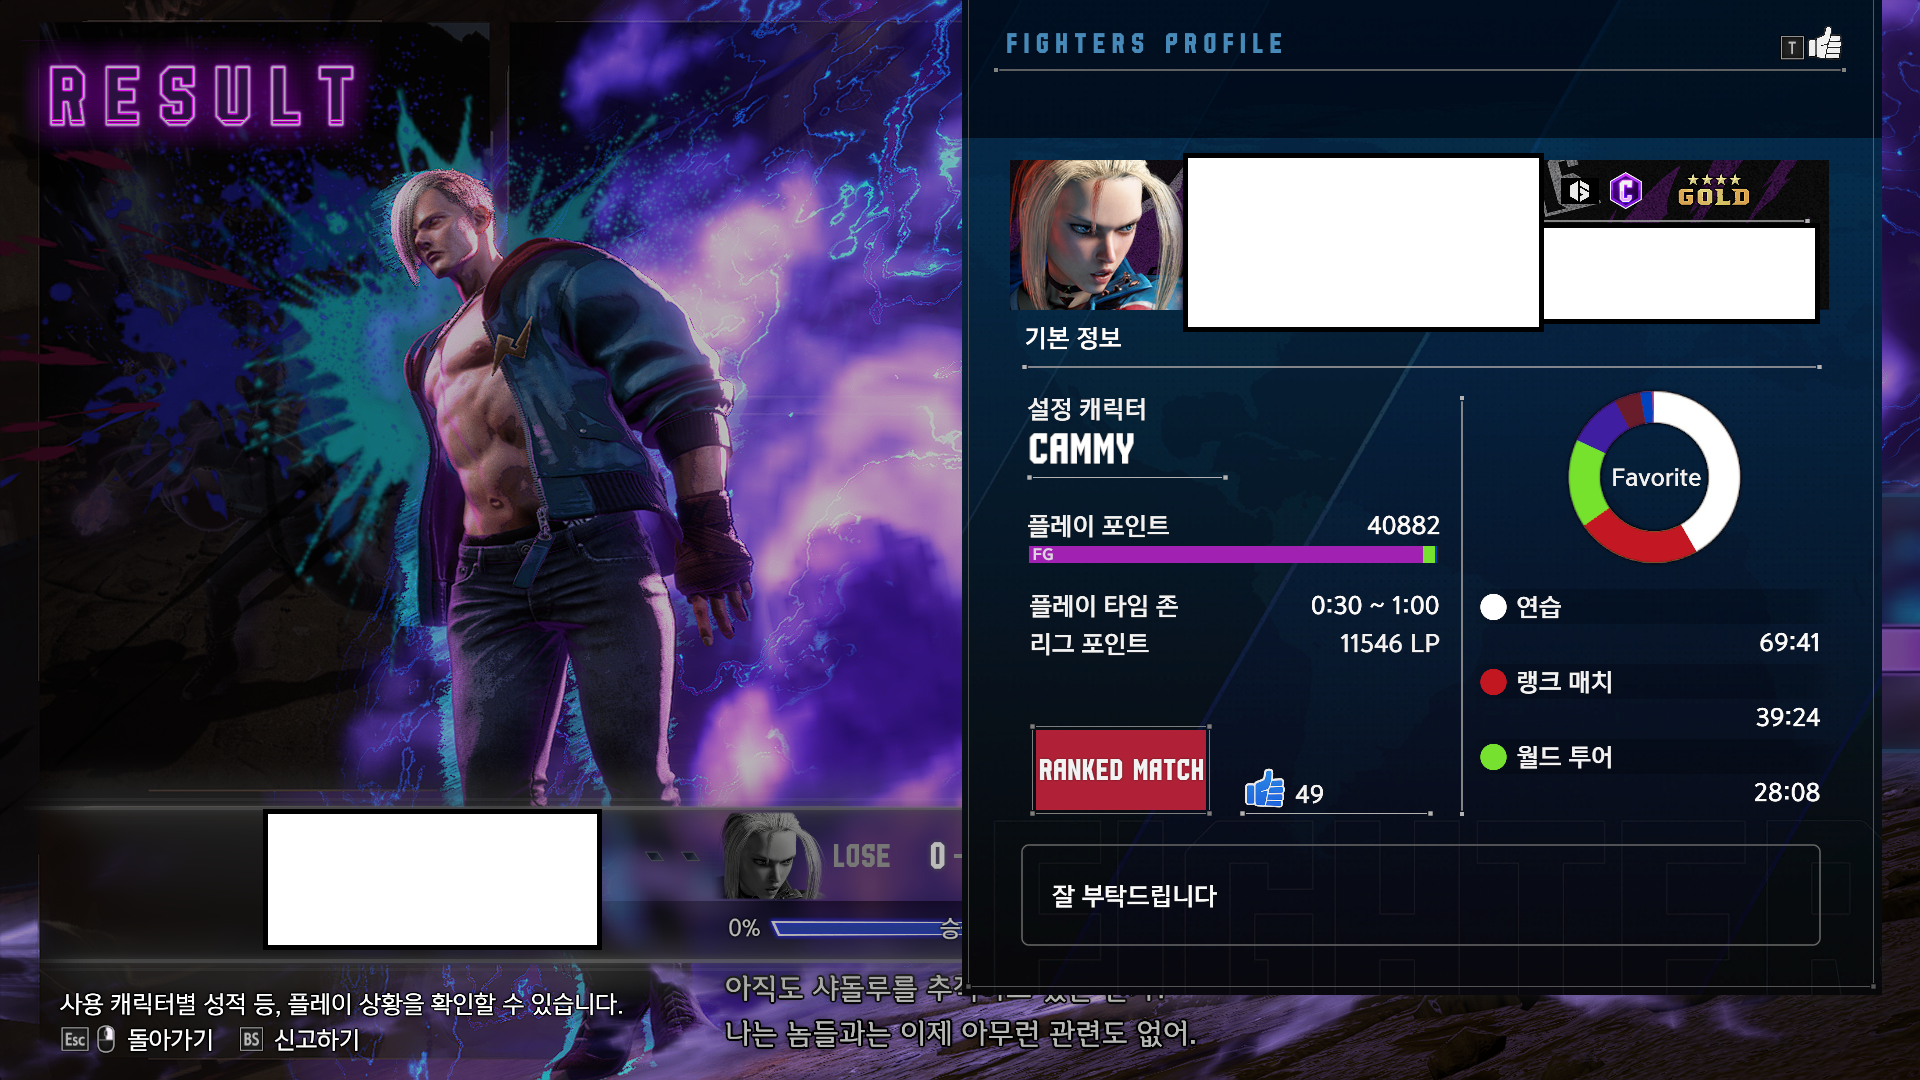 RESULT
FIGHTERS PROFILE
T
C
GOLD
기본 정보
설정 캐릭터
CAMMY
플레이 포인트 40882
FG
플레이 타임 존 0:30 ~ 1:00
리그 포인트 11546 LP
RANKED MATCH
49
Favorite
연습
69:41
랭크 매치
39:24
월드 투어
28:08
잘 부탁드립니다
LOSE 0 -
0% 승
아직도 샤돌루를
나는 놈들과는 이제 아무런 관련도 없어.
사용 캐릭터별 성적 등, 플레이 상황을 확인할 수 있습니다.
Esc 돌아가기 BS 신고하기